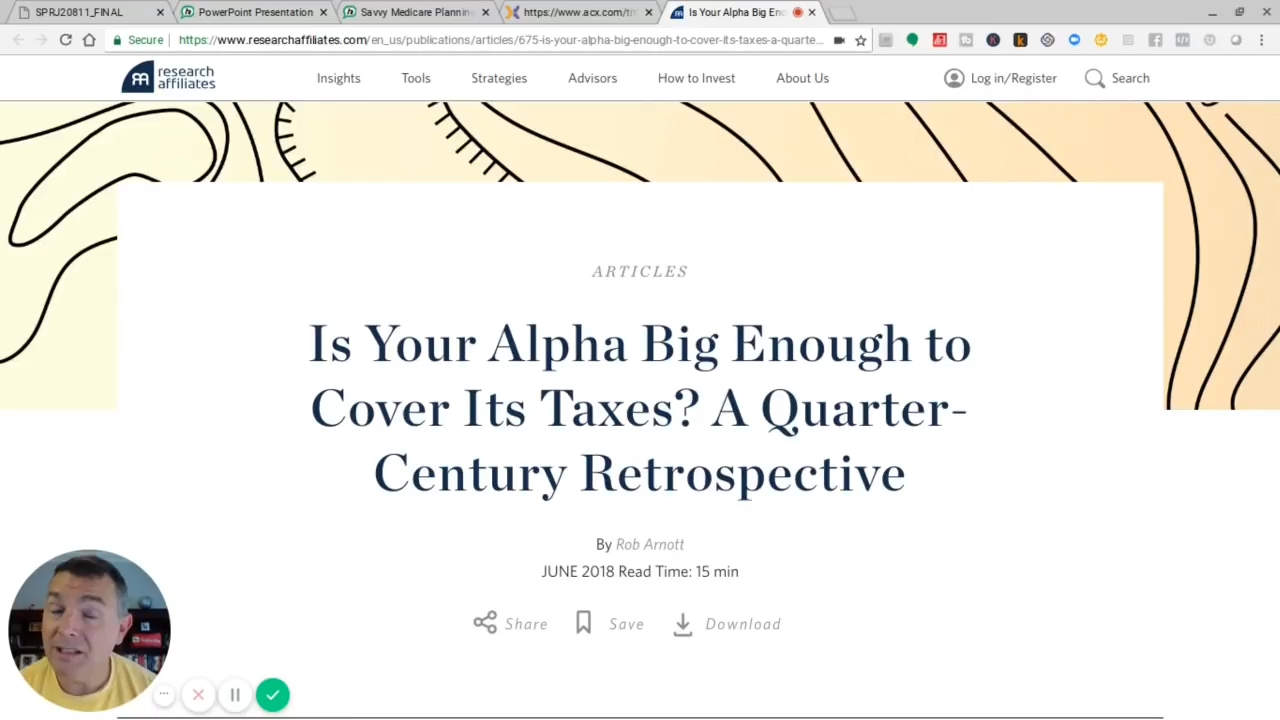 SPRJ20811_FINAL
PowerPoint Presentation
Savvy Medicare Planning
https://www.acx.com/
Is Your Alpha Big En
Secure
https://www.researchaffiliates.com/en_us/publications/articles/675-is-your-alpha-big-enough-to-cover-its-taxes-a-quarte...
research
affiliates
Insights
Tools
Strategies
Advisors
How to Invest
About Us
Log in/Register
Search
ARTICLES
Is Your Alpha Big Enough to
Cover Its Taxes? A Quarter-
Century Retrospective
By Rob Arnott
JUNE 2018 Read Time: 15 min
Share
Save
Download